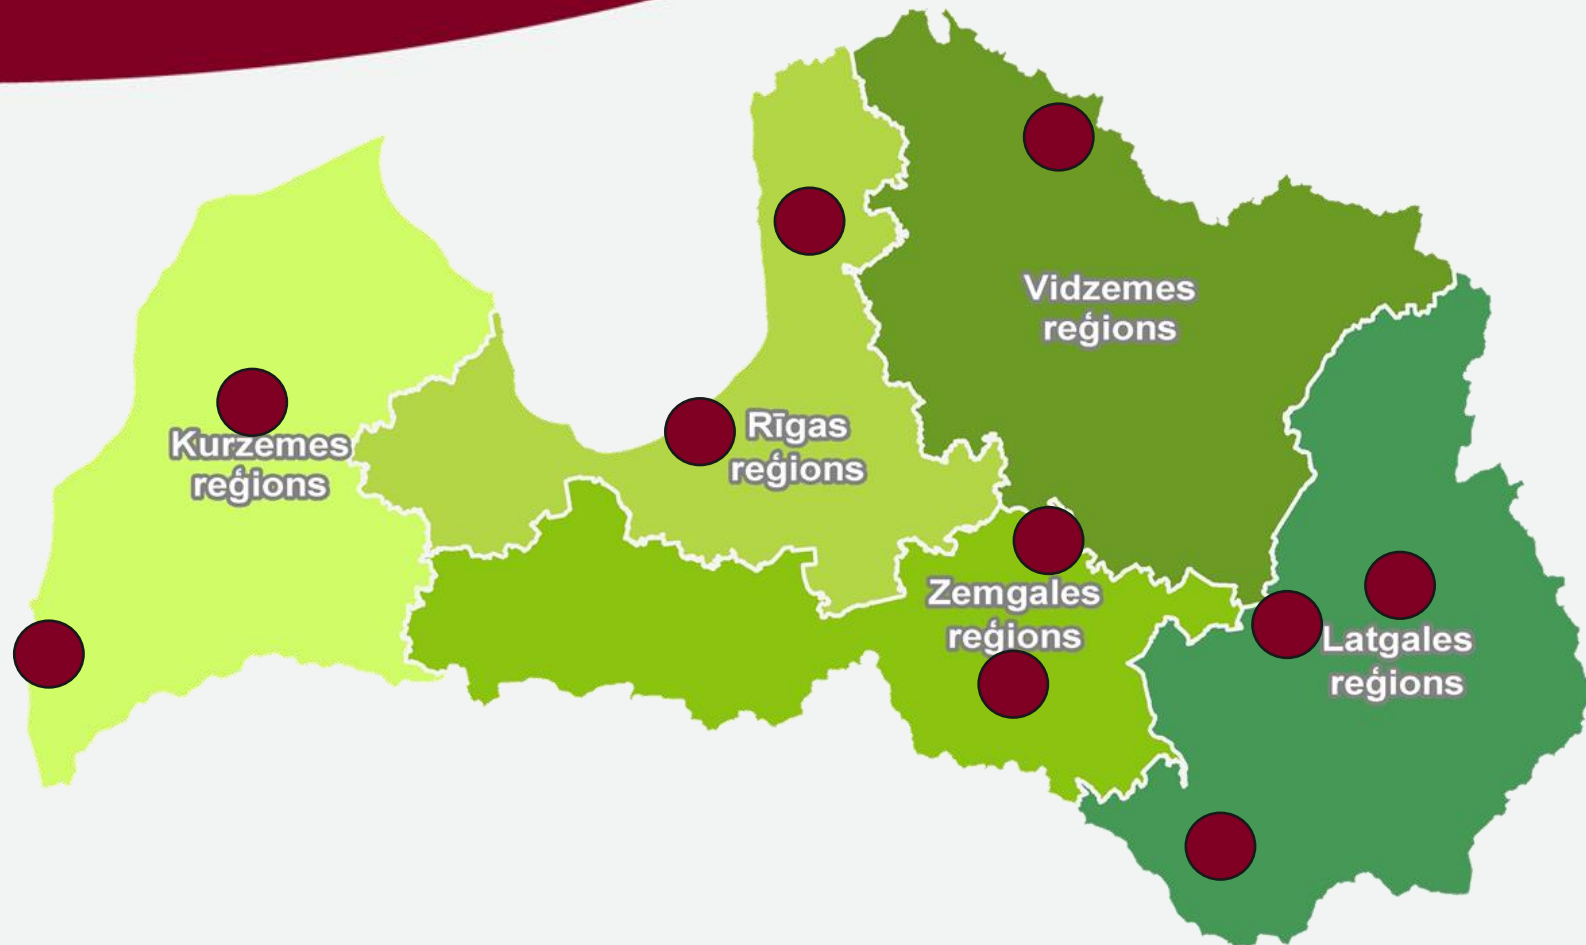 Vidzemes
reģions
Rīgas
reģions
Kurzemes
reģions
Zemgales
reģions
Latgales
reģions